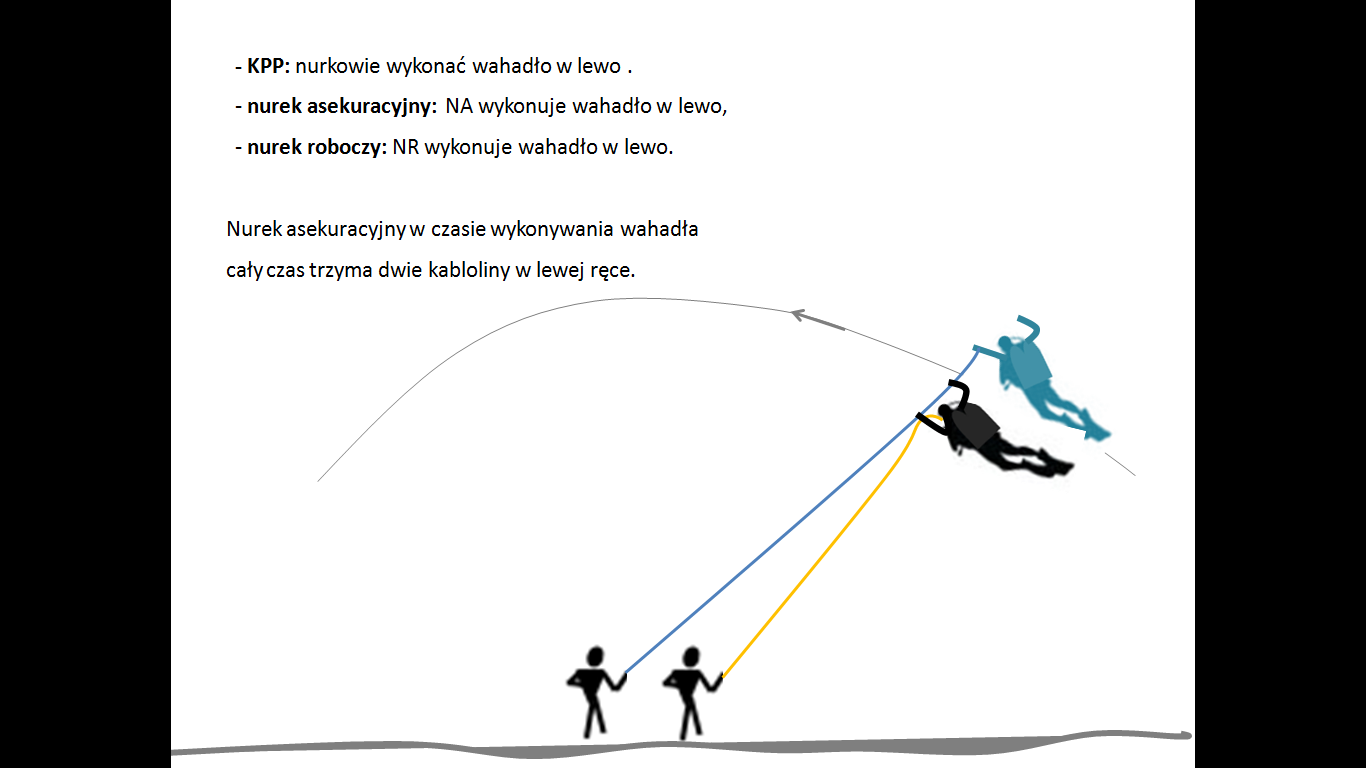 - KPP: nurkowie wykonać wahadło w lewo .
- nurek asekuracyjny: NA wykonuje wahadło w lewo,
- nurek roboczy: NR wykonuje wahadło w lewo.
Nurek asekuracyjny w czasie wykonywania wahadła
cały czas trzyma dwie kabloliny w lewej ręce.